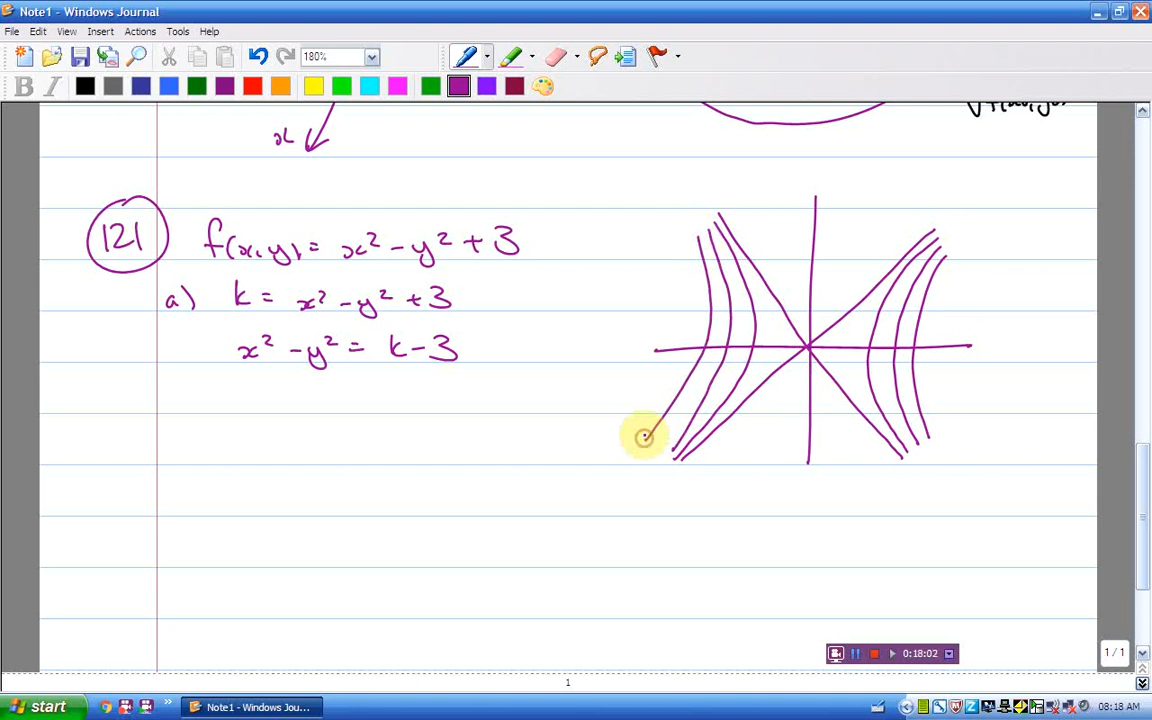 Note1 - Windows Journal
File Edit View Insert Actions Tools Help
180%
B I
x
121 f(x,y) = x² - y² + 3
a) k = x² - y² + 3
x² - y² = k - 3
0:18:02
1 / 1
1
start
Note1 - Windows Jou...
08:18 AM